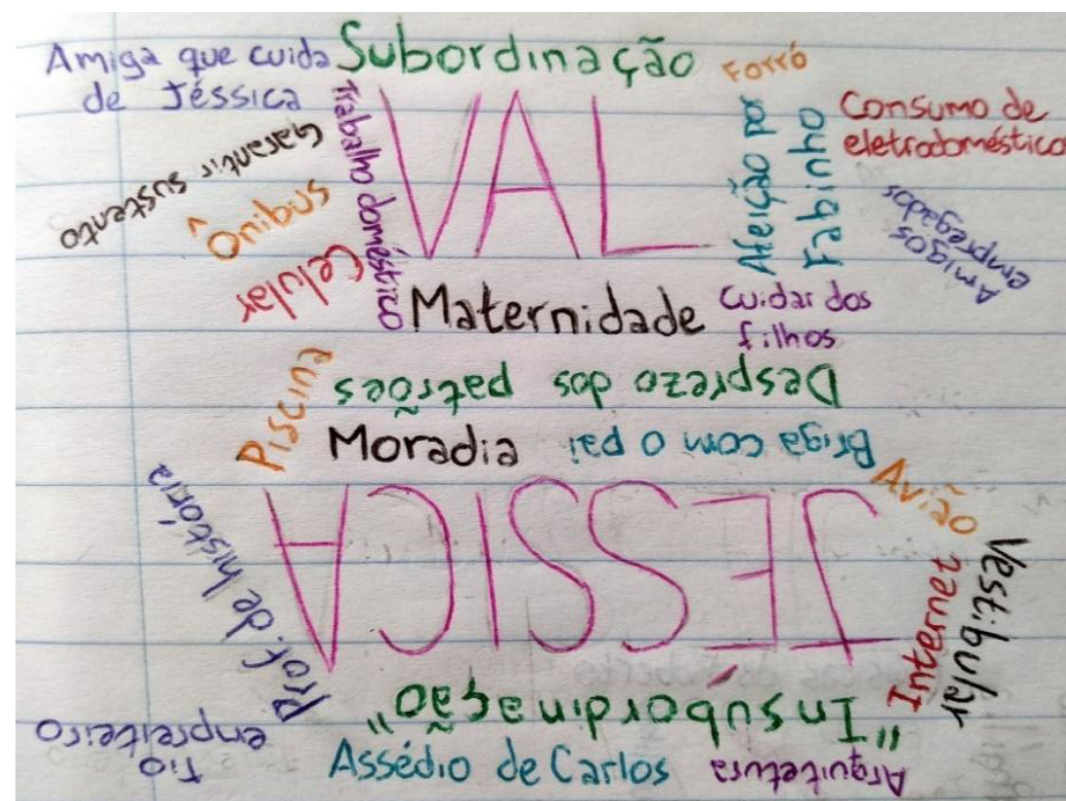 Amiga que cuida
de Jéssica
Subordinação
Forró
Consumo de
eletrodoméstico
Garantir sustento
Trabalho doméstico
VAL
Afeição por
Fabinho
Amigos
empregados
Ônibus
Celular
Maternidade
Cuidar dos
filhos
Desprezo dos patrões
Piscina
Moradia
Briga com o pai
Avião
Prof. de história
JÉSSICA
Internet
Vestibular
"Insubordinação"
Tio
empreiteiro
Assédio de Carlos
Arquitetura